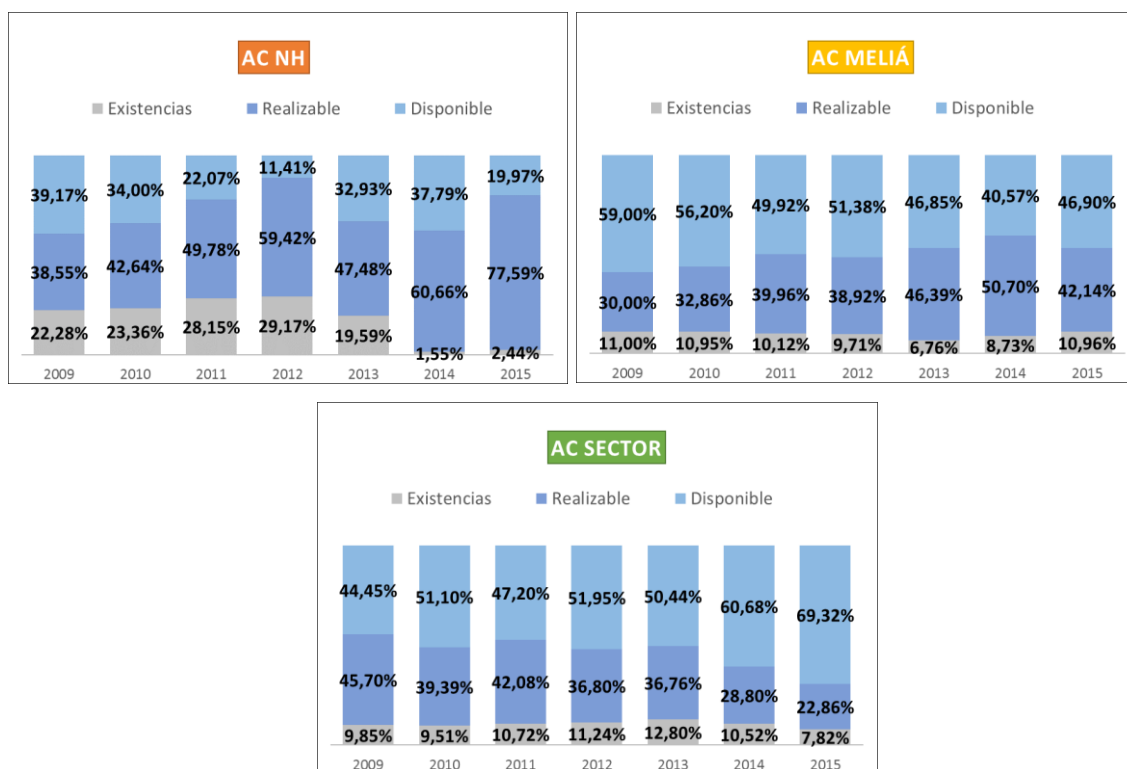 AC NH
Existencias Realizable Disponible
39,17% 34,00% 22,07% 11,41% 32,93% 37,79% 19,97%
38,55% 42,64% 49,78% 59,42% 47,48% 60,66% 77,59%
22,28% 23,36% 28,15% 29,17% 19,59% 1,55% 2,44%
2009 2010 2011 2012 2013 2014 2015
AC MELIÁ
Existencias Realizable Disponible
59,00% 56,20% 49,92% 51,38% 46,85% 40,57% 46,90%
30,00% 32,86% 39,96% 38,92% 46,39% 50,70% 42,14%
11,00% 10,95% 10,12% 9,71% 6,76% 8,73% 10,96%
2009 2010 2011 2012 2013 2014 2015
AC SECTOR
Existencias Realizable Disponible
44,45% 51,10% 47,20% 51,95% 50,44% 60,68% 69,32%
45,70% 39,39% 42,08% 36,80% 36,76% 28,80% 22,86%
9,85% 9,51% 10,72% 11,24% 12,80% 10,52% 7,82%
2009 2010 2011 2012 2013 2014 2015